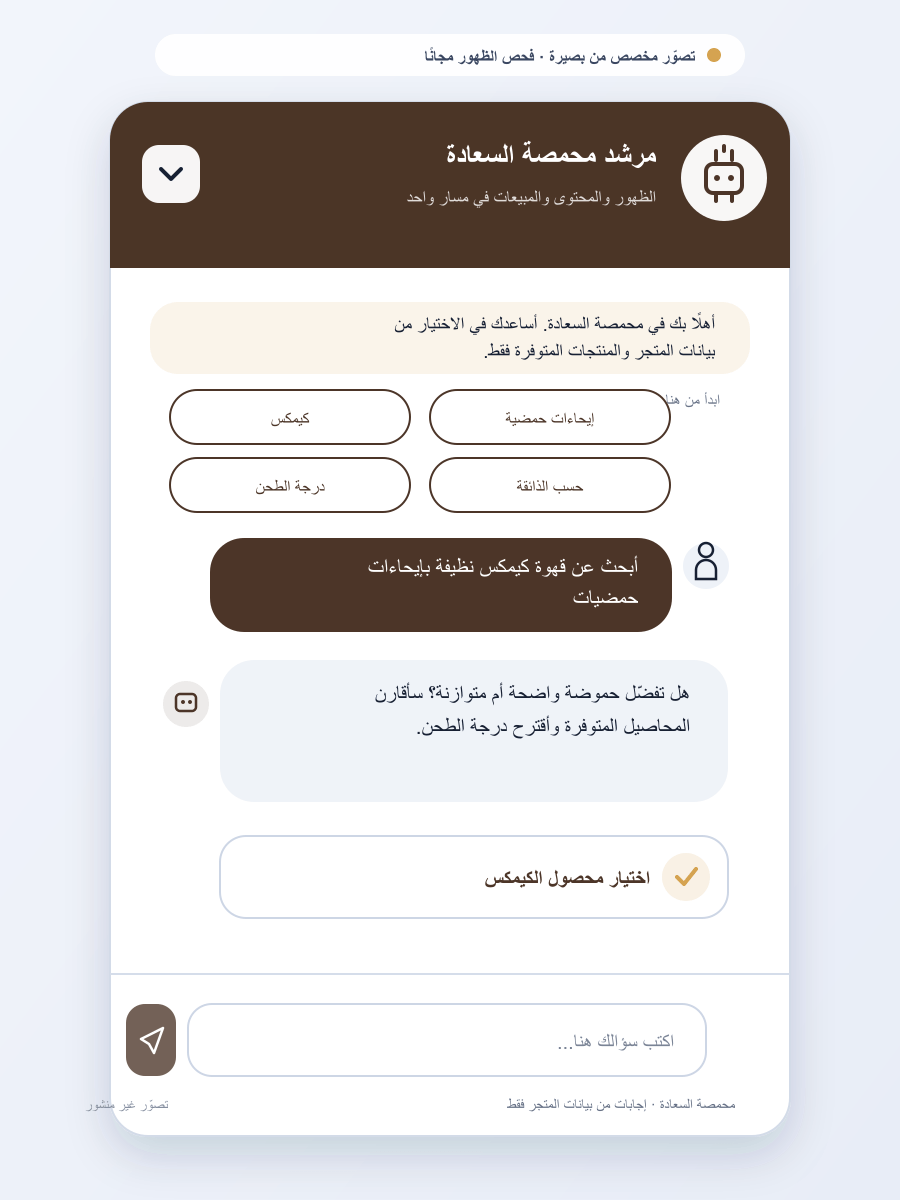 تصوّر مخصص من بصيرة · فحص الظهور مجانًا
مرشد محمصة السعادة
الظهور والمحتوى والمبيعات في مسار واحد
أهلًا بك في محمصة السعادة. أساعدك في الاختيار من
بيانات المتجر والمنتجات المتوفرة فقط.
ابدأ من هنا
إيحاءات حمضية
كيمكس
حسب الذائقة
درجة الطحن
أبحث عن قهوة كيمكس نظيفة بإيحاءات
حمضيات
هل تفضّل حموضة واضحة أم متوازنة؟ سأقارن
المحاصيل المتوفرة وأقترح درجة الطحن.
اختيار محصول الكيمكس
اكتب سؤالك هنا...
محمصة السعادة · إجابات من بيانات المتجر فقط
تصوّر غير منشور